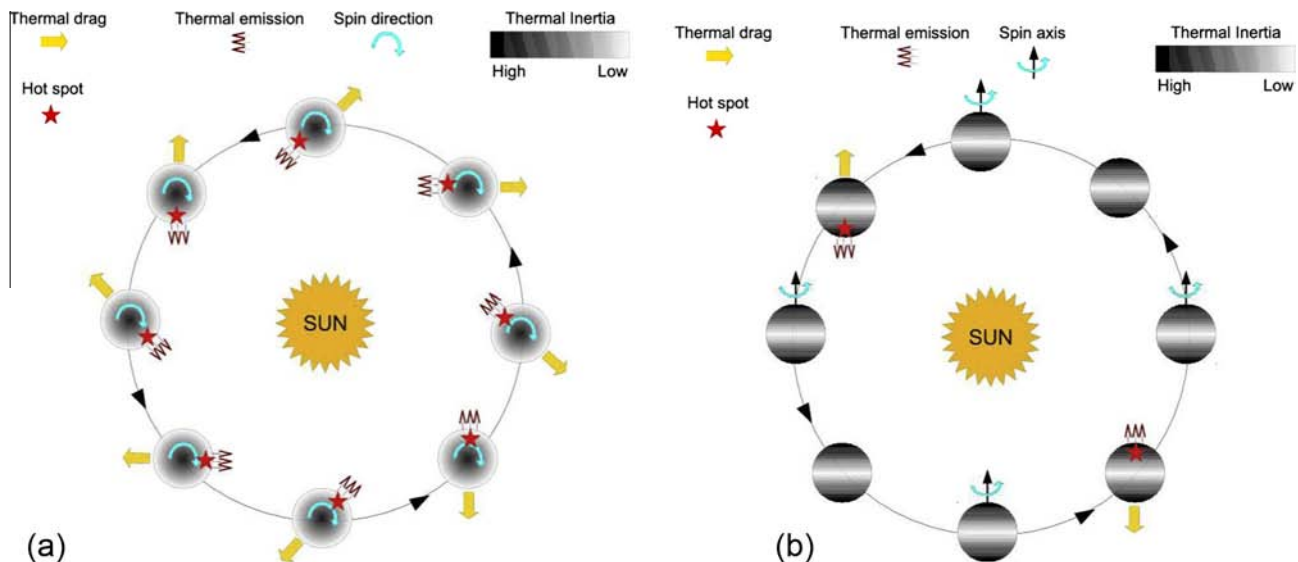 Thermal drag
Thermal emission
Spin direction
Thermal Inertia
High
Low
Hot spot
SUN
(a)
Thermal drag
Thermal emission
Spin axis
Thermal Inertia
High
Low
Hot spot
SUN
(b)